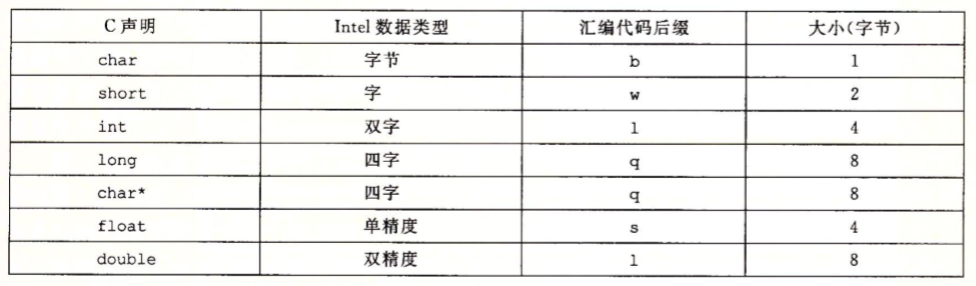 C声明 Intel 数据类型 汇编代码后缀 大小(字节)
char 字节 b 1
short 字 w 2
int 双字 l 4
long 四字 q 8
char* 四字 q 8
float 单精度 s 4
double 双精度 l 8